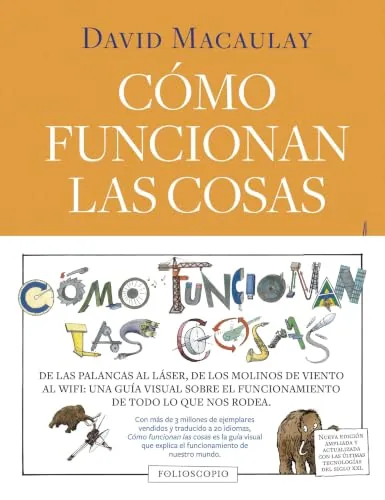 DAVID MACAULAY
CÓMO
FUNCIONAN
LAS COSAS
CÓMO FUNCIONAN
LAS COSAS
DE LAS PALANCAS AL LÁSER, DE LOS MOLINOS DE VIENTO
AL WIFI: UNA GUÍA VISUAL SOBRE EL FUNCIONAMIENTO
DE TODO LO QUE NOS RODEA.
Con más de 3 millones de ejemplares
vendidos y traducido a 20 idiomas,
Cómo funcionan las cosas es la guía visual
que explica el funcionamiento de
nuestro mundo.
NUEVA EDICIÓN
AMPLIADA Y
ACTUALIZADA
CON LAS ÚLTIMAS
TECNOLOGÍAS
DEL SIGLO XXI.
FOLIOSCOPIO